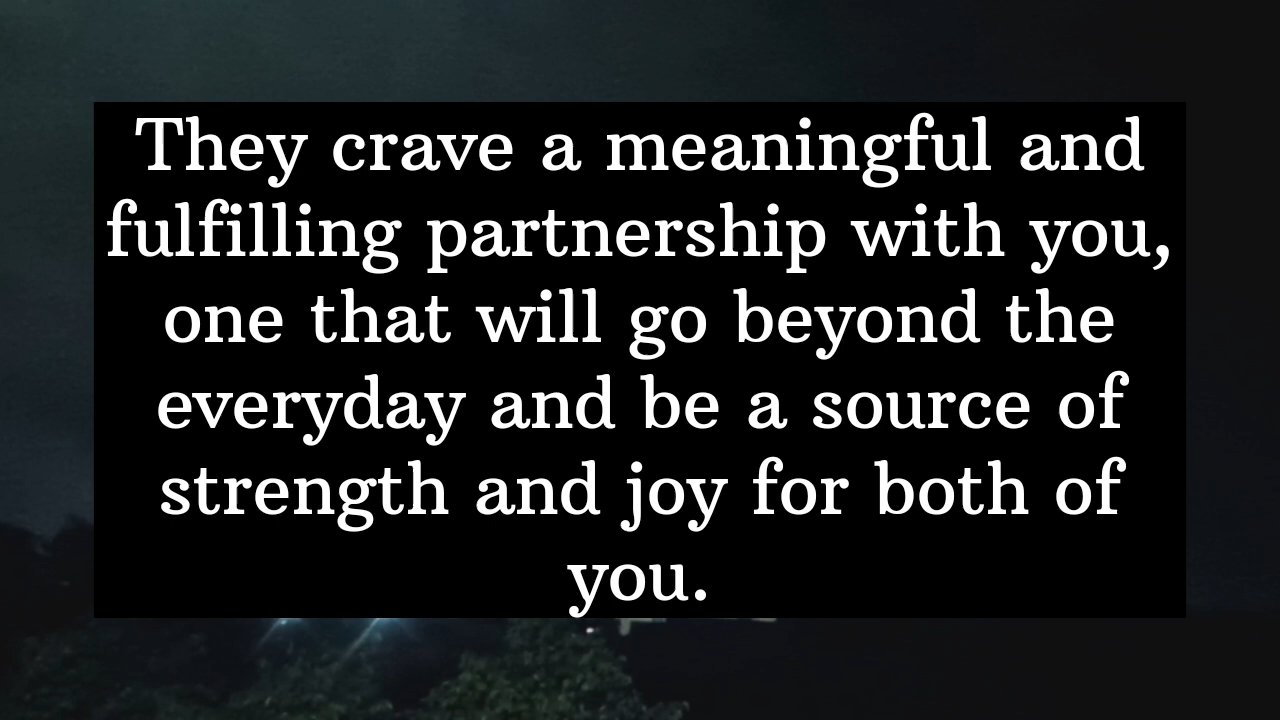 They crave a meaningful and
fulfilling partnership with you,
one that will go beyond the
everyday and be a source of
strength and joy for both of
you.